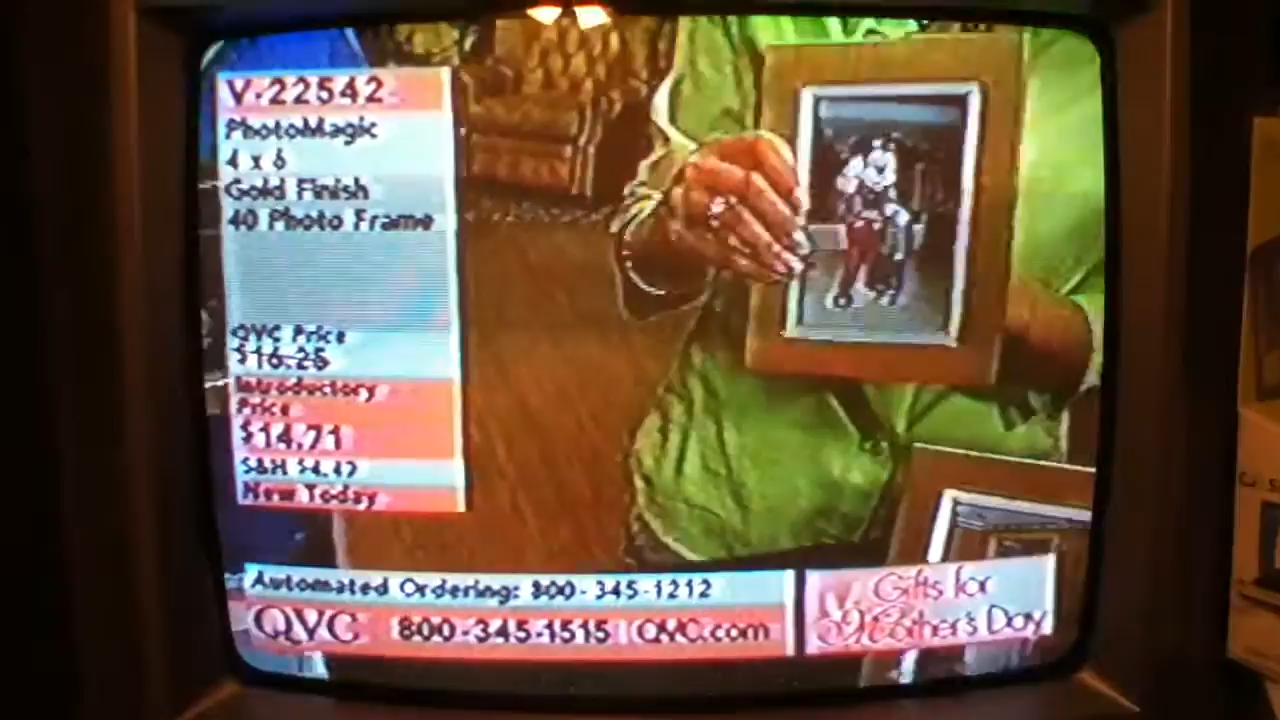 V-22542
PhotoMagic
4 x 6
Gold Finish
40 Photo Frame
QVC Price
$16.25
Introductory
Price
$14.71
S&H $4.47
New Today
Automated Ordering: 800-345-1212
QVC 800-345-1515 QVC.com
Gifts for
Mother's Day